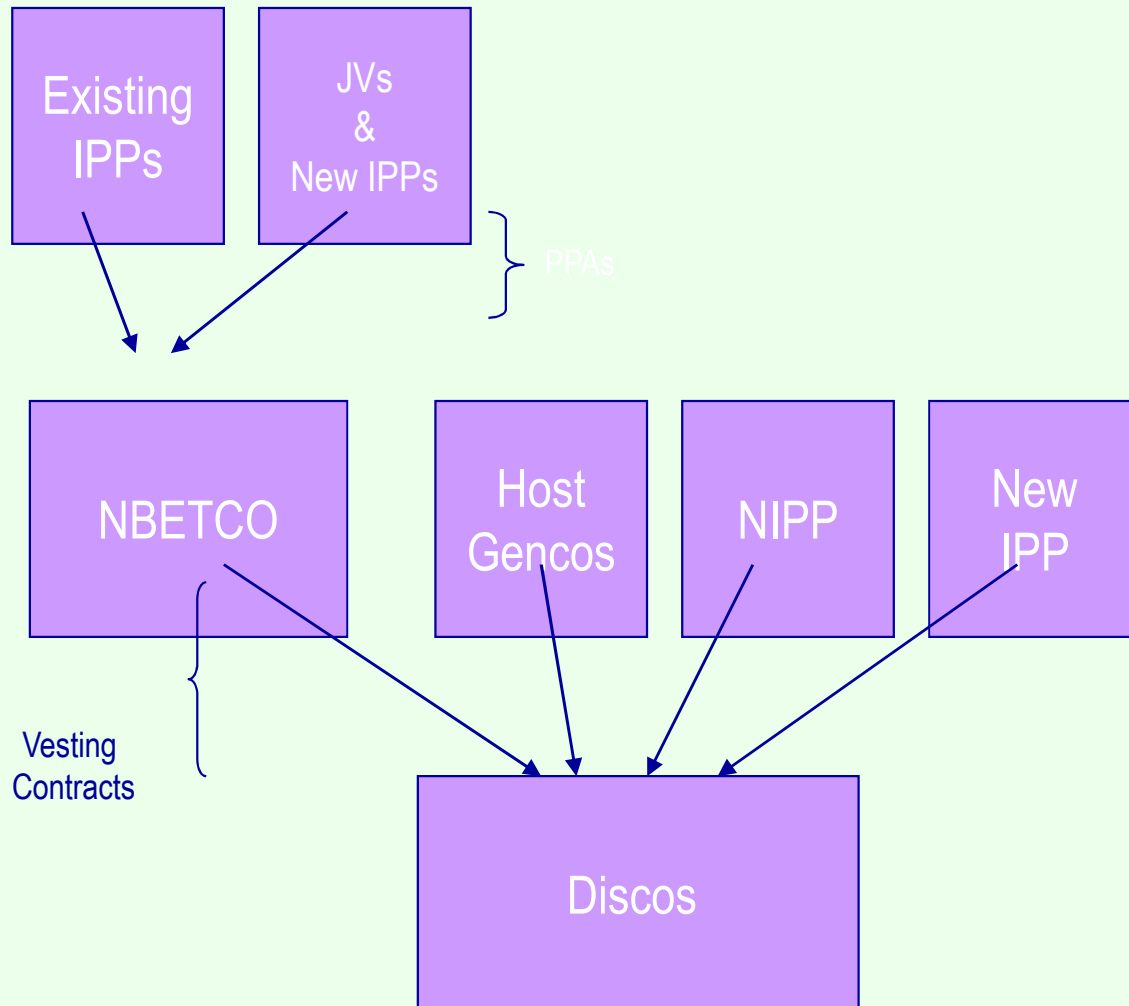 Existing
IPPs
JVs
&
New IPPs
PPAs
NBETCO
Host
Gencos
NIPP
New
IPP
Vesting
Contracts
Discos